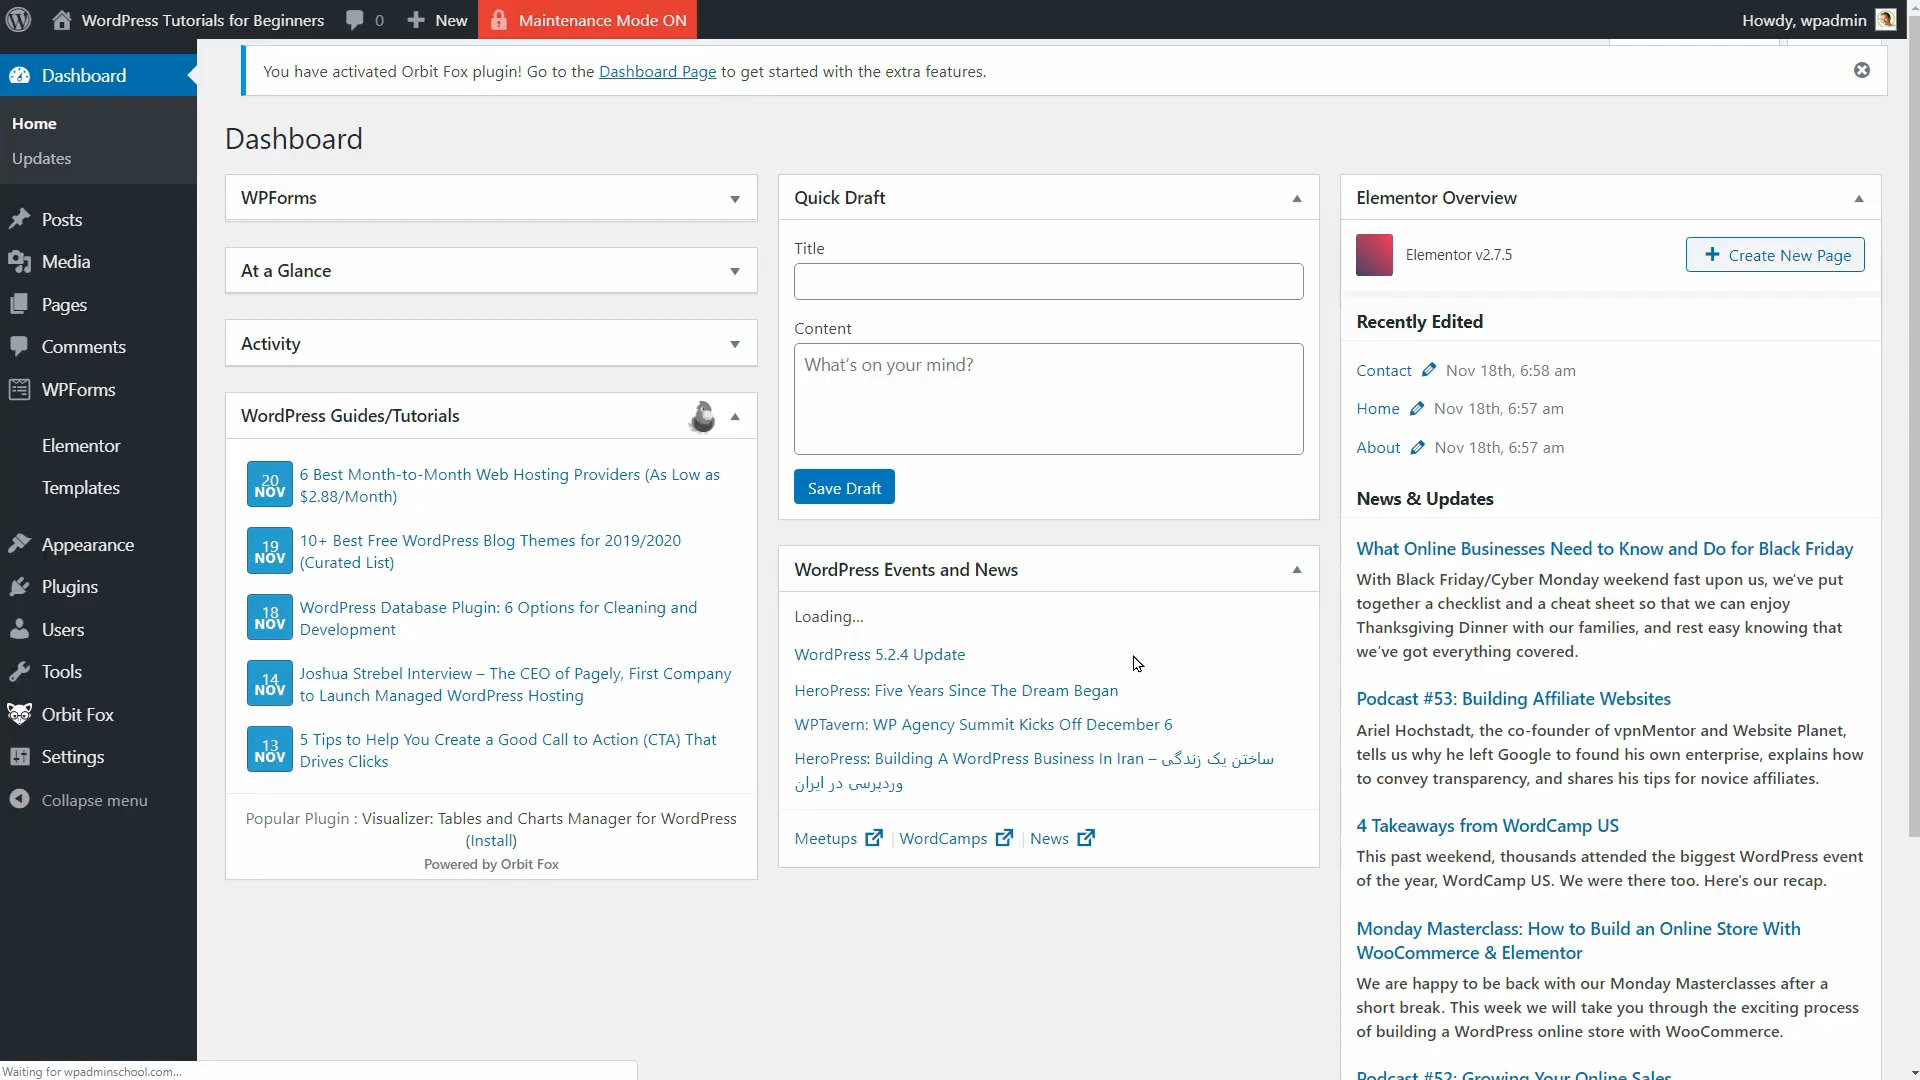 WordPress Tutorials for Beginners
0
New
Maintenance Mode ON
Howdy, wpadmin
Dashboard
Home
Updates
Posts
Media
Pages
Comments
WPForms
Elementor
Templates
Appearance
Plugins
Users
Tools
Orbit Fox
Settings
Collapse menu
You have activated Orbit Fox plugin! Go to the Dashboard Page to get started with the extra features.
Dashboard
WPForms
At a Glance
Activity
WordPress Guides/Tutorials
20
NOV
6 Best Month-to-Month Web Hosting Providers (As Low as
$2.88/Month)
19
NOV
10+ Best Free WordPress Blog Themes for 2019/2020
(Curated List)
18
NOV
WordPress Database Plugin: 6 Options for Cleaning and
Development
14
NOV
Joshua Strebel Interview – The CEO of Pagely, First Company
to Launch Managed WordPress Hosting
13
NOV
5 Tips to Help You Create a Good Call to Action (CTA) That
Drives Clicks
Popular Plugin : Visualizer: Tables and Charts Manager for WordPress
(Install)
Powered by Orbit Fox
Quick Draft
Title
Content
What's on your mind?
Save Draft
WordPress Events and News
Loading...
WordPress 5.2.4 Update
HeroPress: Five Years Since The Dream Began
WPTavern: WP Agency Summit Kicks Off December 6
HeroPress: Building A WordPress Business In Iran – ساختن یک زندگی
وردپرسی در ایران
Meetups | WordCamps | News
Elementor Overview
Elementor v2.7.5
Create New Page
Recently Edited
Contact Nov 18th, 6:58 am
Home Nov 18th, 6:57 am
About Nov 18th, 6:57 am
News & Updates
What Online Businesses Need to Know and Do for Black Friday
With Black Friday/Cyber Monday weekend fast upon us, we've put
together a checklist and a cheat sheet so that we can enjoy
Thanksgiving Dinner with our families, and rest easy knowing that
we've got everything covered.
Podcast #53: Building Affiliate Websites
Ariel Hochstadt, the co-founder of vpnMentor and Website Planet,
tells us why he left Google to found his own enterprise, explains how
to convey transparency, and shares his tips for novice affiliates.
4 Takeaways from WordCamp US
This past weekend, thousands attended the biggest WordPress event
of the year, WordCamp US. We were there too. Here's our recap.
Monday Masterclass: How to Build an Online Store With
WooCommerce & Elementor
We are happy to be back with our Monday Masterclasses after a
short break. This week we will take you through the exciting process
of building a WordPress online store with WooCommerce.
Podcast #52: Growing Your Online Sales
Waiting for wpadminschool.com...